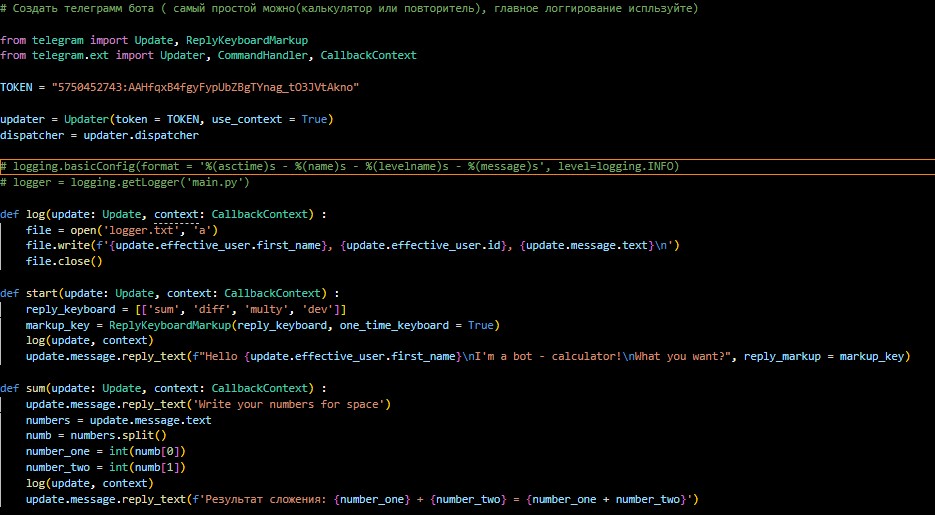 # Создать телеграмм бота ( самый простой можно(калькулятор или повторитель), главное логгирование испльзуйте)
from telegram import Update, ReplyKeyboardMarkup
from telegram.ext import Updater, CommandHandler, CallbackContext
TOKEN = "5750452743:AAHfqxB4fgyFypUbZBgTYnag_tO3JVtAkno"
updater = Updater(token = TOKEN, use_context = True)
dispatcher = updater.dispatcher
# logging.basicConfig(format = '%(asctime)s - %(name)s - %(levelname)s - %(message)s', level=logging.INFO)
# logger = logging.getLogger('main.py')
def log(update: Update, context: CallbackContext) :
    file = open('logger.txt', 'a')
    file.write(f'{update.effective_user.first_name}, {update.effective_user.id}, {update.message.text}\n')
    file.close()
def start(update: Update, context: CallbackContext) :
    reply_keyboard = [['sum', 'diff', 'multy', 'dev']]
    markup_key = ReplyKeyboardMarkup(reply_keyboard, one_time_keyboard = True)
    log(update, context)
    update.message.reply_text(f"Hello {update.effective_user.first_name}\nI'm a bot - calculator!\nWhat you want?", reply_markup = markup_key)
def sum(update: Update, context: CallbackContext) :
    update.message.reply_text('Write your numbers for space')
    numbers = update.message.text
    numb = numbers.split()
    number_one = int(numb[0])
    number_two = int(numb[1])
    log(update, context)
    update.message.reply_text(f'Результат сложения: {number_one} + {number_two} = {number_one + number_two}')